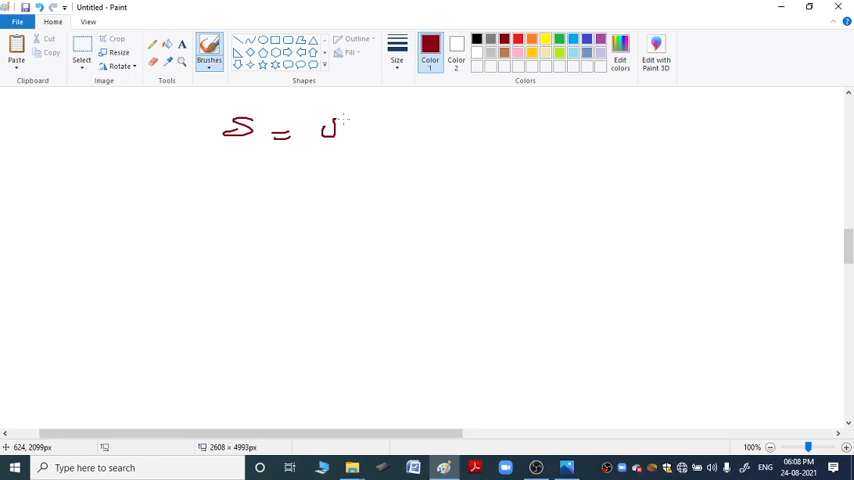 Untitled - Paint
File Home View
Paste Cut Copy Clipboard
Select Crop Resize Rotate Image
Tools
Brushes
Outline Fill Shapes
Size
Color 1 Color 2 Edit colors Edit with Paint 3D Colors
S =
624, 2099px 2608 × 4993px 100%
Type here to search ENG 06:08 PM 24-08-2021